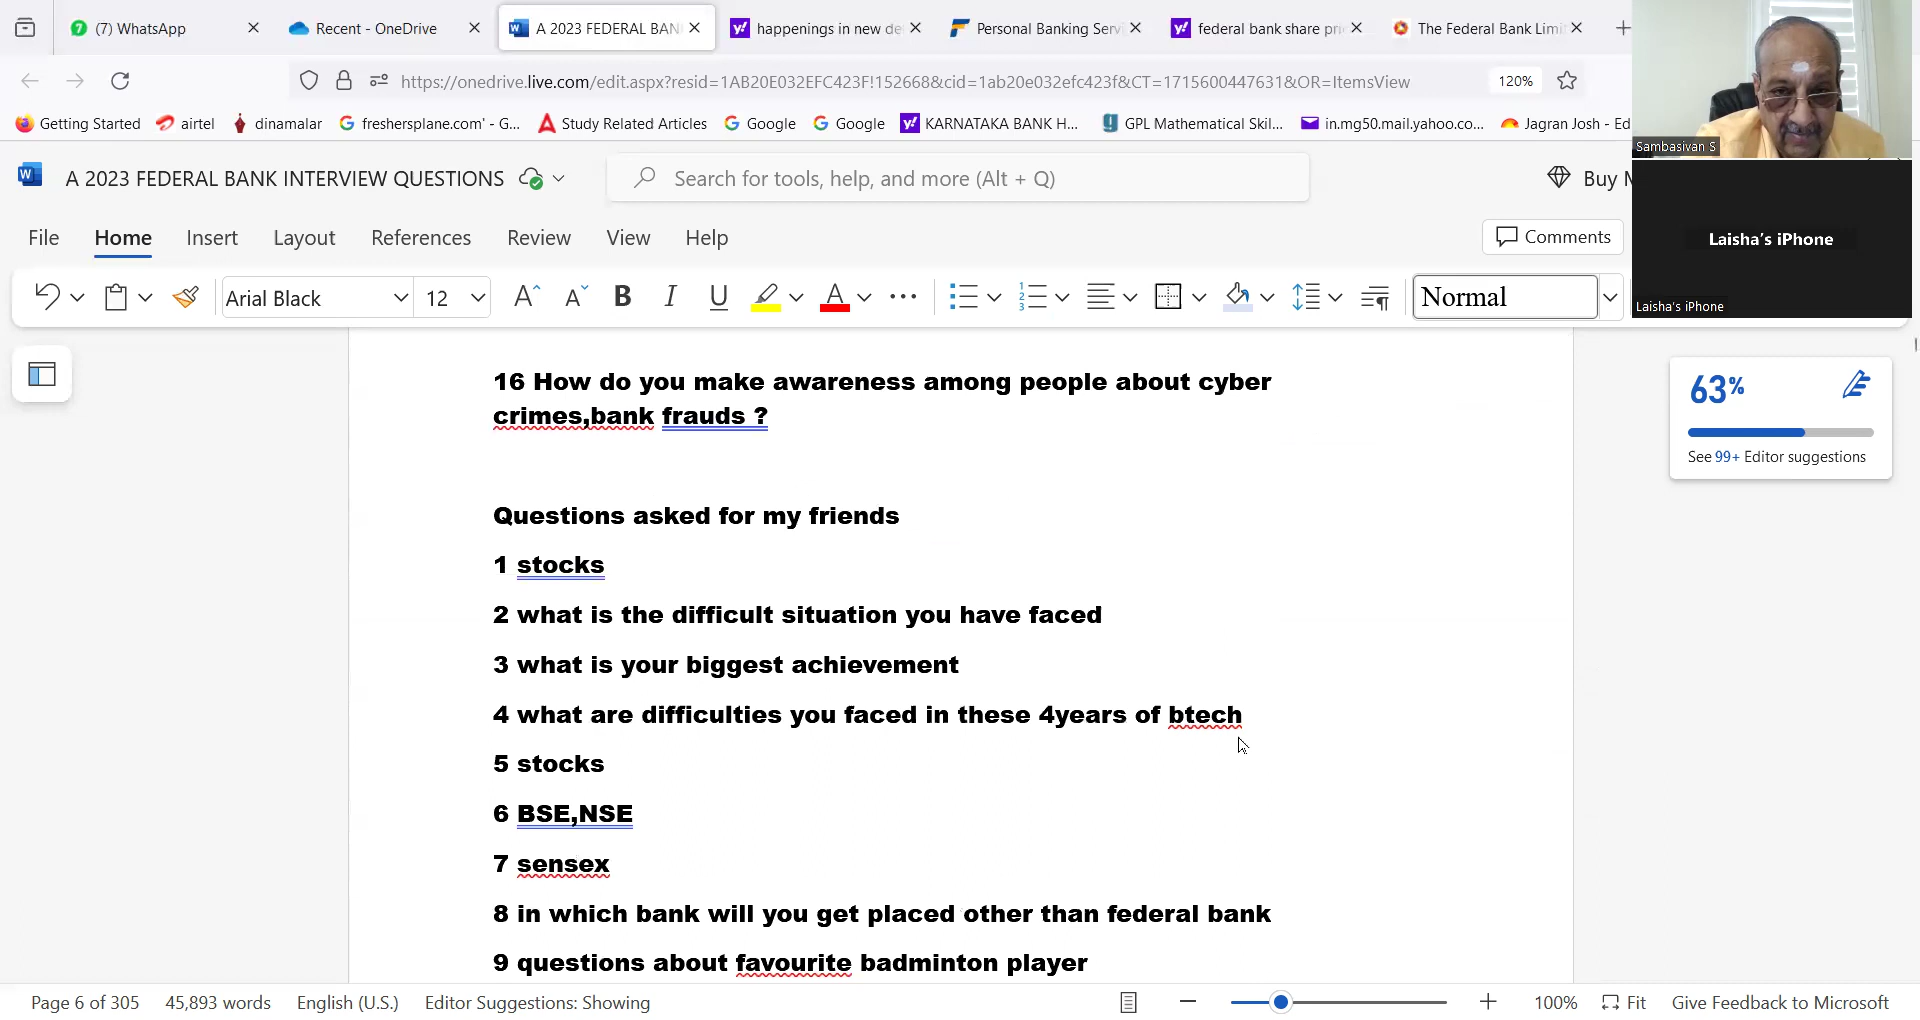 (7) WhatsApp
Recent - OneDrive
A 2023 FEDERAL BAN
happenings in new de
Personal Banking Servi
federal bank share pri
The Federal Bank Limi
https://onedrive.live.com/edit.aspx?resid=1AB20E032EFC423F!152668&cid=1ab20e032efc423f&CT=1715600447631&OR=ItemsView
120%
Getting Started
airtel
dinamalar
freshersplane.com' - G...
Study Related Articles
Google
Google
KARNATAKA BANK H...
GPL Mathematical Skil...
in.mg50.mail.yahoo.co...
Jagran Josh - Ed
Sambasivan S
A 2023 FEDERAL BANK INTERVIEW QUESTIONS
Search for tools, help, and more (Alt + Q)
Buy M
File Home Insert Layout References Review View Help
Comments
Laisha's iPhone
Laisha's iPhone
Arial Black
12
Normal
63%
See 99+ Editor suggestions
16 How do you make awareness among people about cyber
crimes,bank frauds ?
Questions asked for my friends
1 stocks
2 what is the difficult situation you have faced
3 what is your biggest achievement
4 what are difficulties you faced in these 4years of btech
5 stocks
6 BSE,NSE
7 sensex
8 in which bank will you get placed other than federal bank
9 questions about favourite badminton player
Page 6 of 305
45,893 words
English (U.S.)
Editor Suggestions: Showing
100%
Fit
Give Feedback to Microsoft